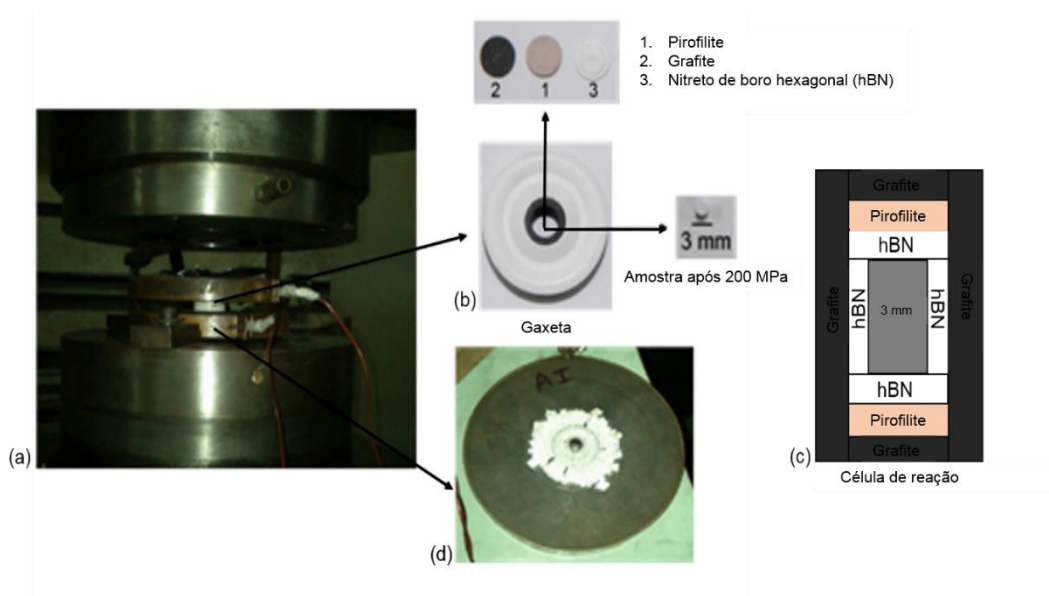 1. Pirofilite
2. Grafite
3. Nitreto de boro hexagonal (hBN)
2 1 3
(a)
(b)
3 mm
Amostra após 200 MPa
Gaxeta
AI
(d)
Grafite
Pirofilite
hBN
Grafite
hBN
3 mm
hBN
Grafite
hBN
Pirofilite
Grafite
(c)
Célula de reação